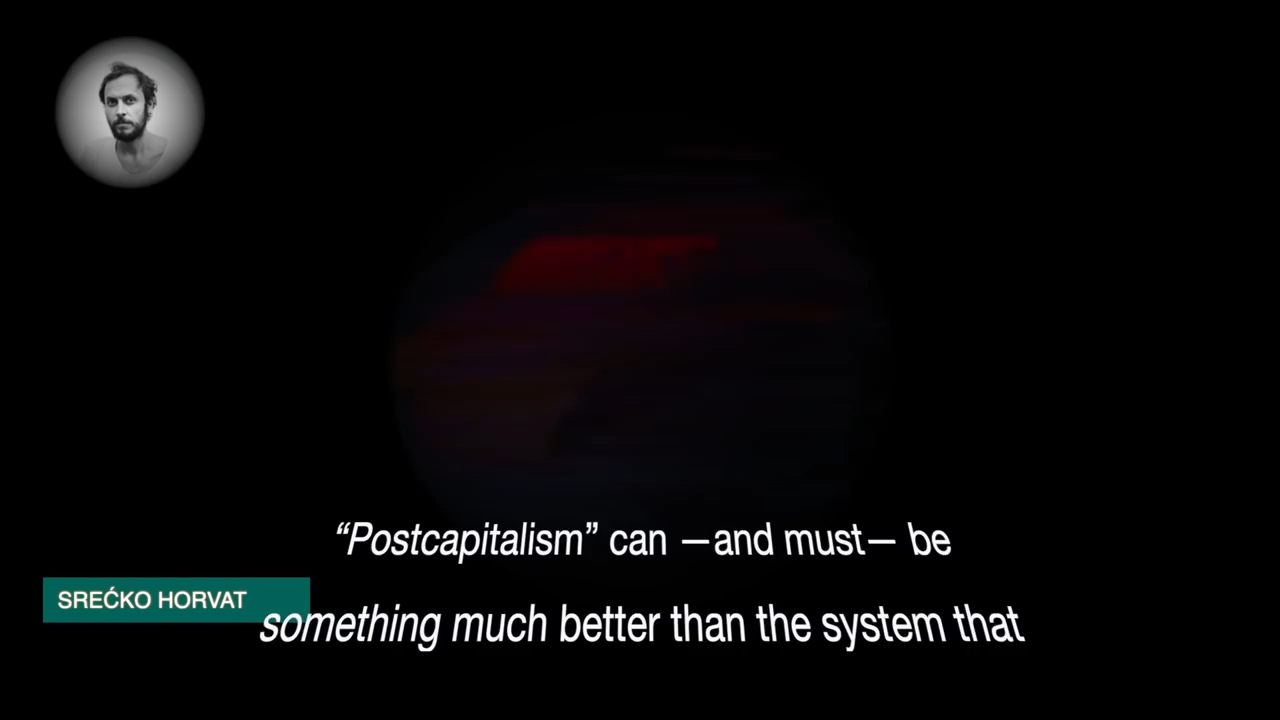 “Postcapitalism” can —and must— be
SREĆKO HORVAT
something much better than the system that